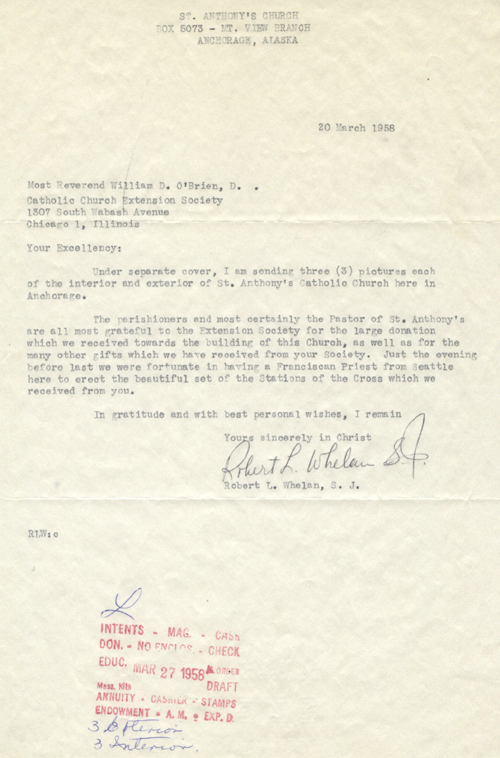 ST. ANTHONY'S CHURCH
BOX 5073 - MT. VIEW BRANCH
ANCHORAGE, ALASKA
20 March 1958
Most Reverend William D. O'Brien, D. .
Catholic Church Extension Society
1307 South Wabash Avenue
Chicago 1, Illinois
Your Excellency:
Under separate cover, I am sending three (3) pictures each
of the interior and exterior of St. Anthony's Catholic Church here in
Anchorage.
The parishioners and most certainly the Pastor of St. Anthony's
are all most grateful to the Extension Society for the large donation
which we received towards the building of this Church, as well as for the
many other gifts which we have received from your Society. Just the evening
before last we were fortunate in having a Franciscan Priest from Seattle
here to erect the beautiful set of the Stations of the Cross which we
received from you.
In gratitude and with best personal wishes, I remain
Yours sincerely in Christ
Robert L. Whelan S.J.
Robert L. Whelan, S. J.
RLW:c
L
INTENTS - MAG. - CASH
DON. - NO ENCLOS. - CHECK
EDUC. MAR 27 1958 M. ORDER
Mass. Kits DRAFT
ANNUITY - CASHIER - STAMPS
ENDOWMENT • A. M. • EXP. D.
3 Exterior
3 Interior.